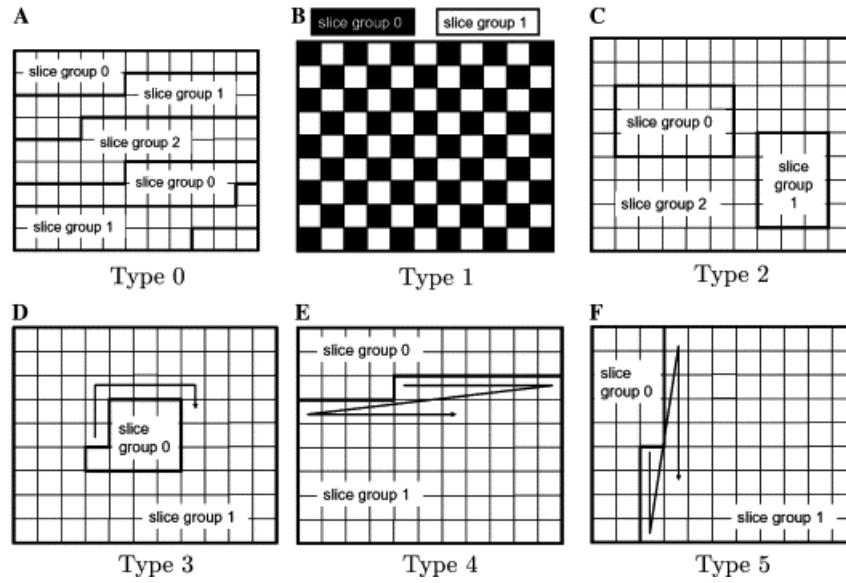 A
slice group 0
slice group 1
slice group 2
slice group 0
slice group 1
Type 0
B
slice group 0
slice group 1
Type 1
C
slice group 0
slice
group
1
slice group 2
Type 2
D
slice
group 0
slice group 1
Type 3
E
slice group 0
slice group 1
Type 4
F
slice
group 0
slice group 1
Type 5